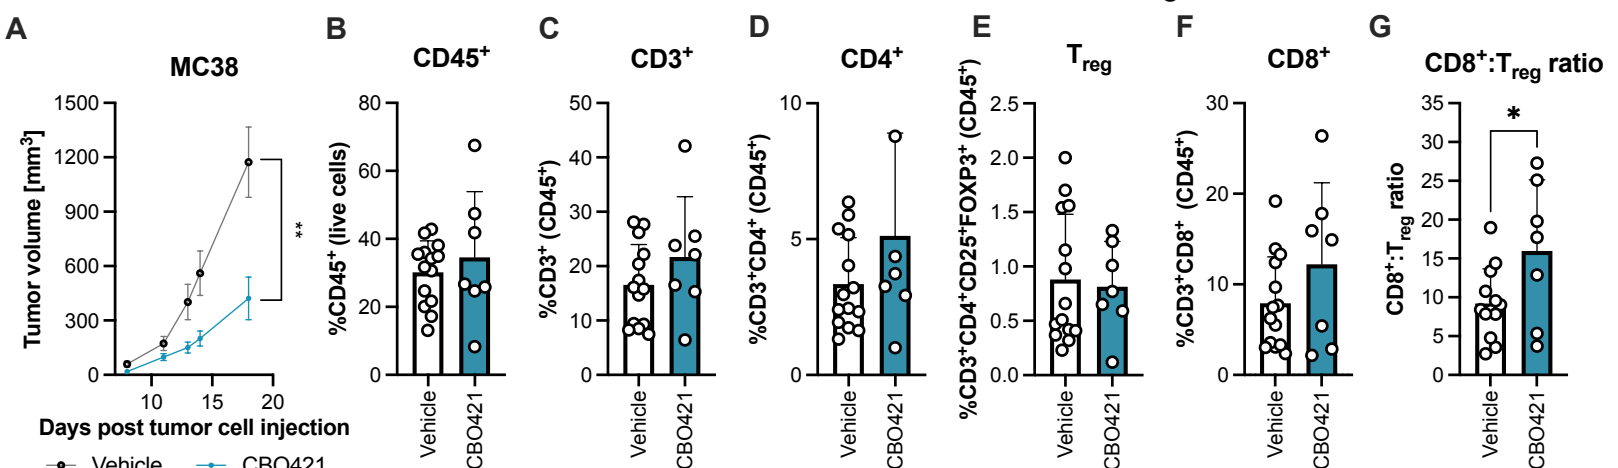 g
A
B
C
D
E
F
G
MC38
CD45⁺
CD3⁺
CD4⁺
T_reg
CD8⁺
CD8⁺:T_reg ratio
Tumor volume [mm³]
1500
1200
900
600
300
0
10
15
20
**
Days post tumor cell injection
Vehicle
CBO421
%CD45⁺ (live cells)
80
60
40
20
0
Vehicle
CBO421
%CD3⁺ (CD45⁺)
50
40
30
20
10
0
Vehicle
CBO421
%CD3⁺CD4⁺ (CD45⁺)
10
5
0
Vehicle
CBO421
%CD3⁺CD4⁺CD25⁺FOXP3⁺ (CD45⁺)
2.5
2.0
1.5
1.0
0.5
0.0
Vehicle
CBO421
%CD3⁺CD8⁺ (CD45⁺)
30
20
10
0
Vehicle
CBO421
CD8⁺:T_reg ratio
35
30
25
20
15
10
5
0
*
Vehicle
CBO421